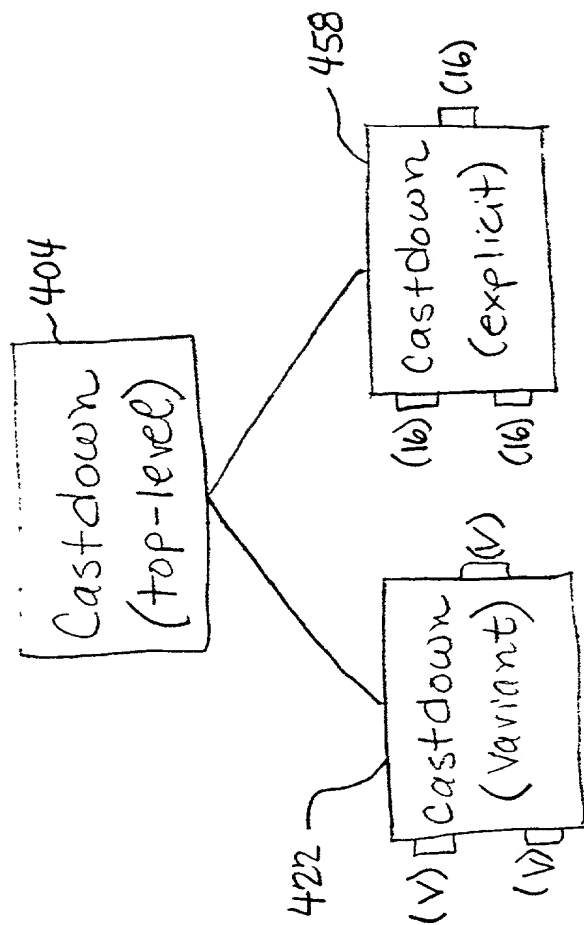 404
Castdown
(top-level)
422
(V)
Castdown
(V)
(Variant)
(V)
458
(16)
Castdown
(16)
(explicit)
(16)